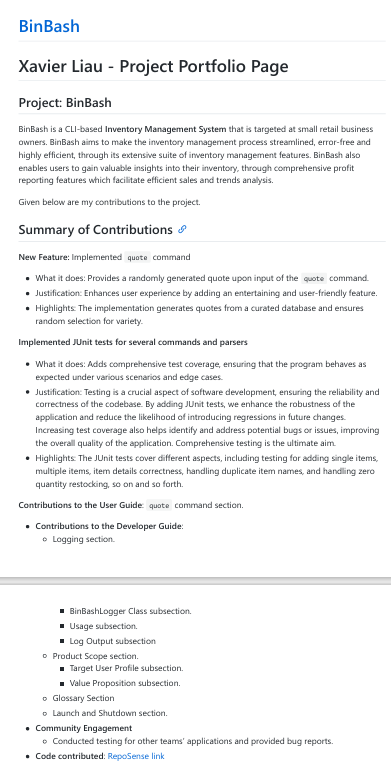 BinBash
Xavier Liau - Project Portfolio Page
Project: BinBash
BinBash is a CLI-based Inventory Management System that is targeted at small retail business
owners. BinBash aims to make the inventory management process streamlined, error-free and
highly efficient, through its extensive suite of inventory management features. BinBash also
enables users to gain valuable insights into their inventory, through comprehensive profit
reporting features which facilitate efficient sales and trends analysis.
Given below are my contributions to the project.
Summary of Contributions
New Feature: Implemented quote command
• What it does: Provides a randomly generated quote upon input of the quote command.
• Justification: Enhances user experience by adding an entertaining and user-friendly feature.
• Highlights: The implementation generates quotes from a curated database and ensures
random selection for variety.
Implemented JUnit tests for several commands and parsers
• What it does: Adds comprehensive test coverage, ensuring that the program behaves as
expected under various scenarios and edge cases.
• Justification: Testing is a crucial aspect of software development, ensuring the reliability and
correctness of the codebase. By adding JUnit tests, we enhance the robustness of the
application and reduce the likelihood of introducing regressions in future changes.
Increasing test coverage also helps identify and address potential bugs or issues, improving
the overall quality of the application. Comprehensive testing is the ultimate aim.
• Highlights: The JUnit tests cover different aspects, including testing for adding single items,
multiple items, item details correctness, handling duplicate item names, and handling zero
quantity restocking, so on and so forth.
Contributions to the User Guide: quote command section.
• Contributions to the Developer Guide:
○ Logging section.
▪ BinBashLogger Class subsection.
▪ Usage subsection.
▪ Log Output subsection
○ Product Scope section.
▪ Target User Profile subsection.
▪ Value Proposition subsection.
○ Glossary Section
○ Launch and Shutdown section.
• Community Engagement
○ Conducted testing for other teams' applications and provided bug reports.
• Code contributed: RepoSense link